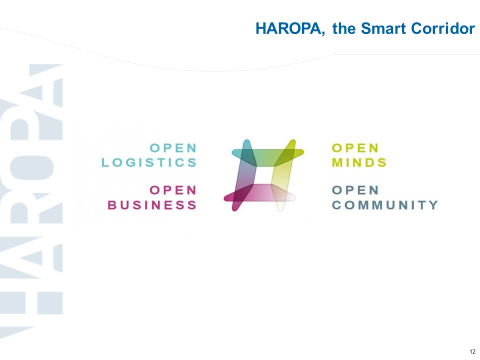 HAROPA, the Smart Corridor
HAROPA
OPEN
LOGISTICS
OPEN
MINDS
OPEN
BUSINESS
OPEN
COMMUNITY
12